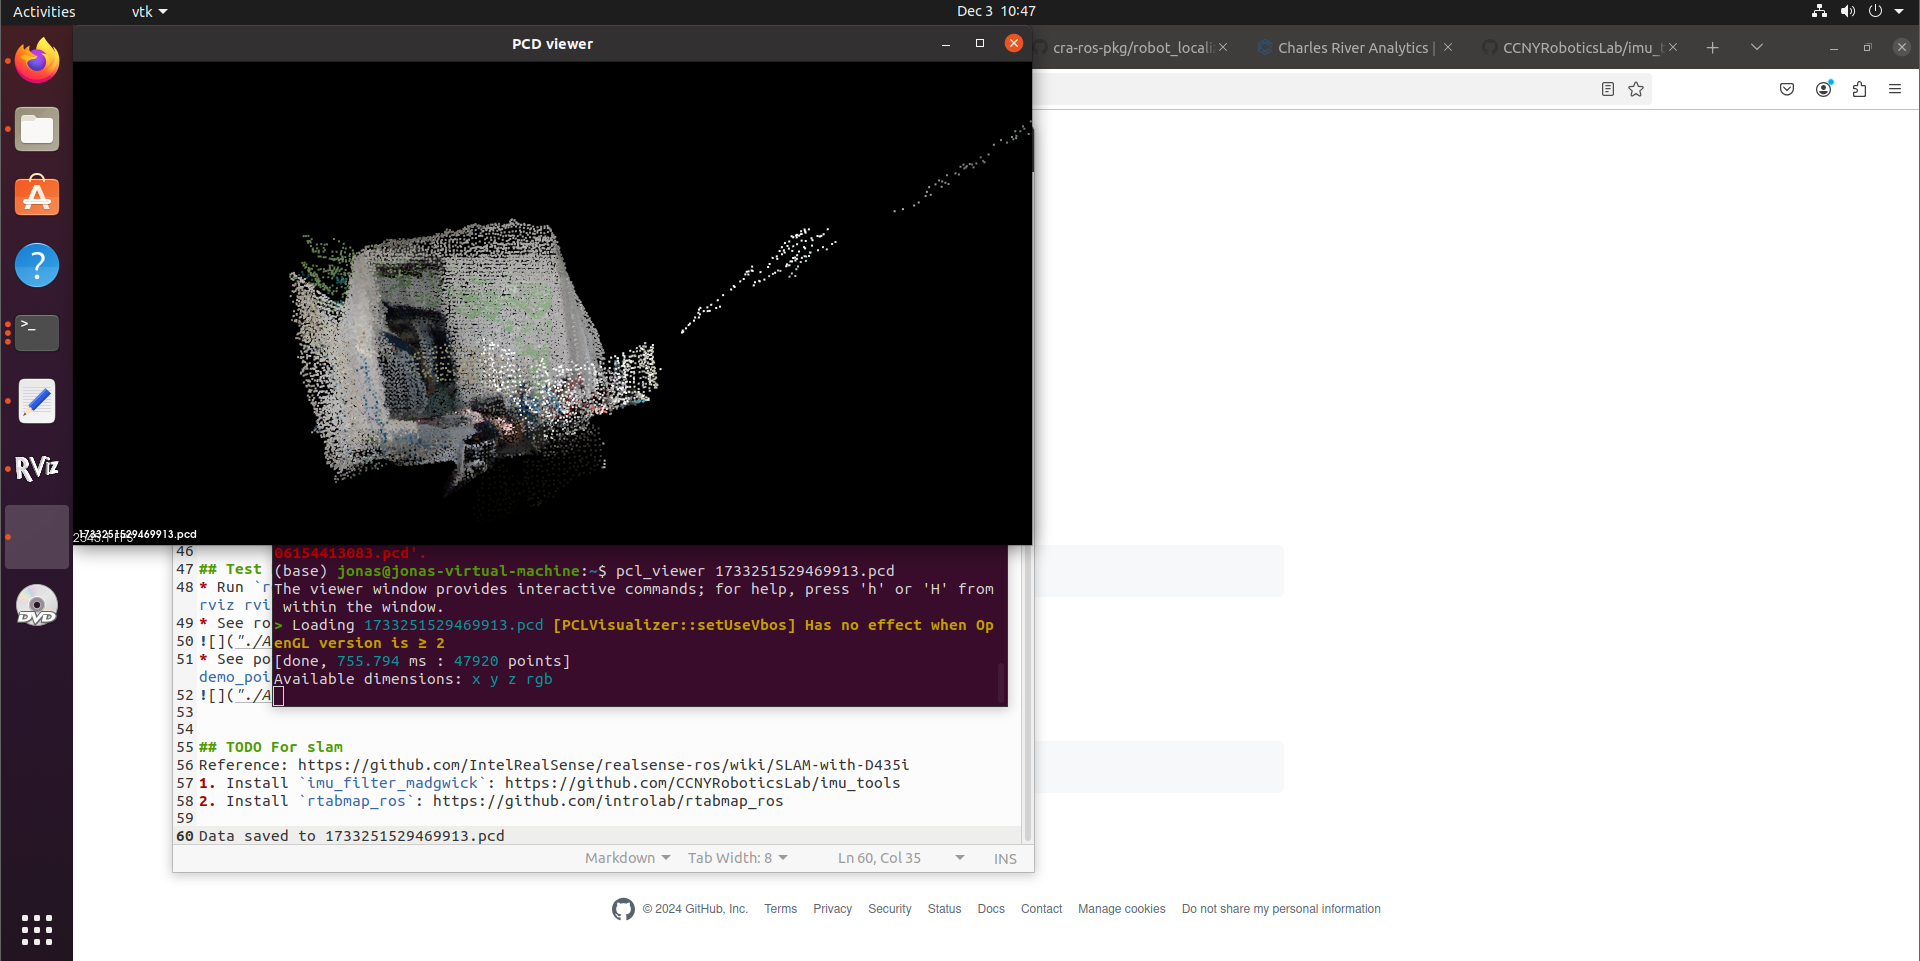 Activities
vtk
Dec 3 10:47
PCD viewer
cra-ros-pkg/robot_locali
Charles River Analytics |
CCNYRoboticsLab/imu_t
RViz
DVD
1733251529469913.pcd
06154413083.pcd'.
(base) jonas@jonas-virtual-machine:~$ pcl_viewer 1733251529469913.pcd
The viewer window provides interactive commands; for help, press 'h' or 'H' from
within the window.
> Loading 1733251529469913.pcd [PCLVisualizer::setUseVbos] Has no effect when Op
enGL version is ≥ 2
[done, 755.794 ms : 47920 points]
Available dimensions: x y z rgb
46
47 ## Test
48 * Run `r
rviz rvi
49 * See ro
50 ![]("./A
51 * See po
demo_poi
52 ![]("./A
53
54
55 ## TODO For slam
56 Reference: https://github.com/IntelRealSense/realsense-ros/wiki/SLAM-with-D435i
57 1. Install `imu_filter_madgwick`: https://github.com/CCNYRoboticsLab/imu_tools
58 2. Install `rtabmap_ros`: https://github.com/introlab/rtabmap_ros
59
60 Data saved to 1733251529469913.pcd
Markdown
Tab Width: 8
Ln 60, Col 35
INS
© 2024 GitHub, Inc.
Terms
Privacy
Security
Status
Docs
Contact
Manage cookies
Do not share my personal information